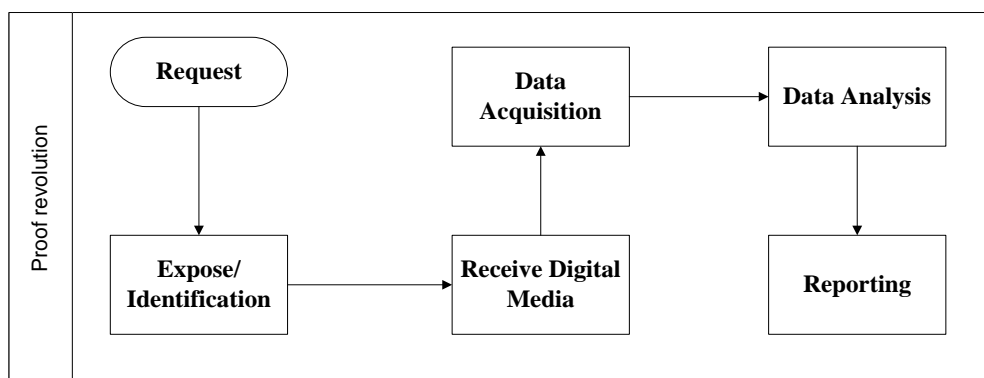 Proof revolution
Request
Expose/
Identification
Receive Digital
Media
Data
Acquisition
Data Analysis
Reporting